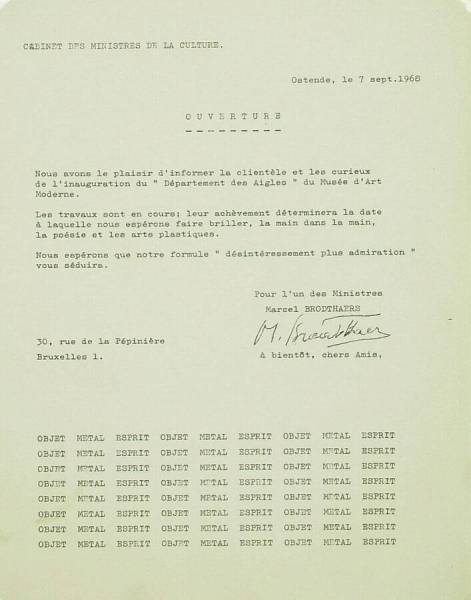 CABINET DES MINISTRES DE LA CULTURE.
Ostende, le 7 sept.1968
O U V E R T U R E
Nous avons le plaisir d'informer la clientèle et les curieux
de l'inauguration du " Département des Aigles " du Musée d'Art
Moderne.
Les travaux sont en cours; leur achèvement déterminera la date
à laquelle nous espérons faire briller, la main dans la main,
la poésie et les arts plastiques.
Nous espérons que notre formule " désintéressement plus admiration "
vous séduira.
Pour l'un des Ministres
Marcel BRODTHAERS
M. Broodthaers
30, rue de la Pépinière
Bruxelles 1.
à bientôt, chers Amis,
OBJET METAL ESPRIT OBJET METAL ESPRIT OBJET METAL ESPRIT
OBJET METAL ESPRIT OBJET METAL ESPRIT OBJET METAL ESPRIT
OBJET METAL ESPRIT OBJET METAL ESPRIT OBJET METAL ESPRIT
OBJET METAL ESPRIT OBJET METAL ESPRIT OBJET METAL ESPRIT
OBJET METAL ESPRIT OBJET METAL ESPRIT OBJET METAL ESPRIT
OBJET METAL ESPRIT OBJET METAL ESPRIT OBJET METAL ESPRIT
OBJET METAL ESPRIT OBJET METAL ESPRIT OBJET METAL ESPRIT
OBJET METAL ESPRIT OBJET METAL ESPRIT OBJET METAL ESPRIT